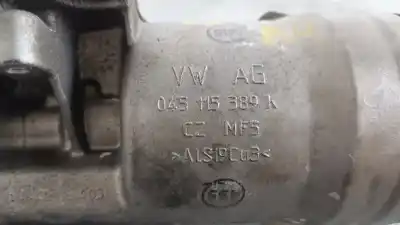 VW AG
045 115 389 K
CZ MFS
>AlSi9Cu3<